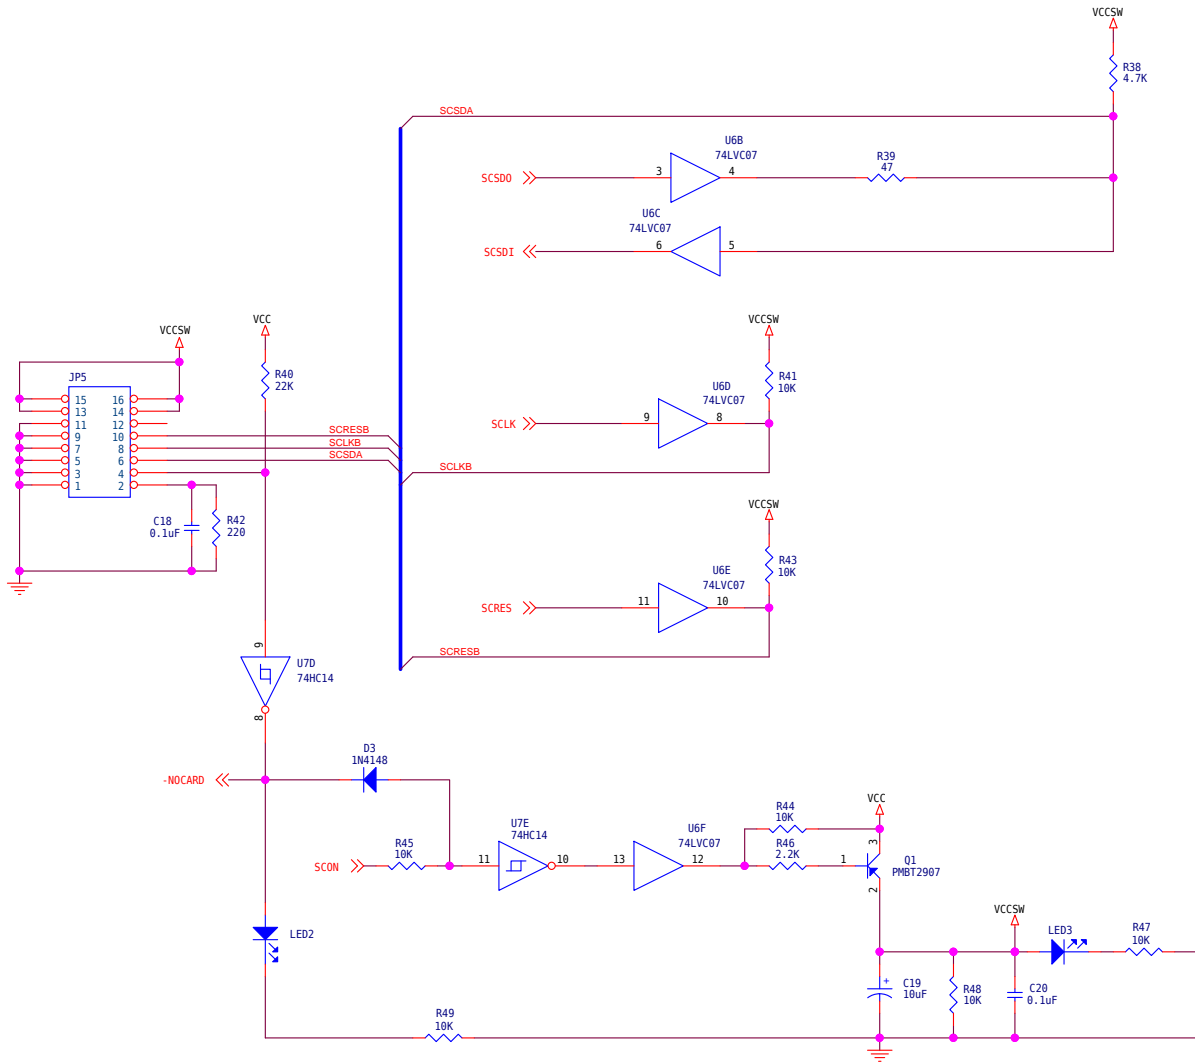 VCCSW
R38
4.7K
SCSDA
U6B
74LVC07
SCSDO
3
4
R39
47
U6C
74LVC07
SCSDI
6
5
VCCSW
VCC
VCCSW
JP5
R40
22K
R41
10K
15
16
13
14
11
12
9
10
7
8
5
6
3
4
1
2
SCRESB
SCLKB
SCSDA
U6D
74LVC07
SCLK
9
8
SCLKB
C18
0.1uF
R42
220
VCCSW
R43
10K
U6E
74LVC07
SCRES
11
10
SCRESB
9
U7D
74HC14
8
D3
1N4148
-NOCARD
VCC
R44
10K
U7E
74HC14
U6F
74LVC07
R45
10K
R46
2.2K
3
SCON
11
10
13
12
1
Q1
PMBT2907
2
VCCSW
LED2
LED3
R47
10K
C19
10uF
+
R48
10K
C20
0.1uF
R49
10K